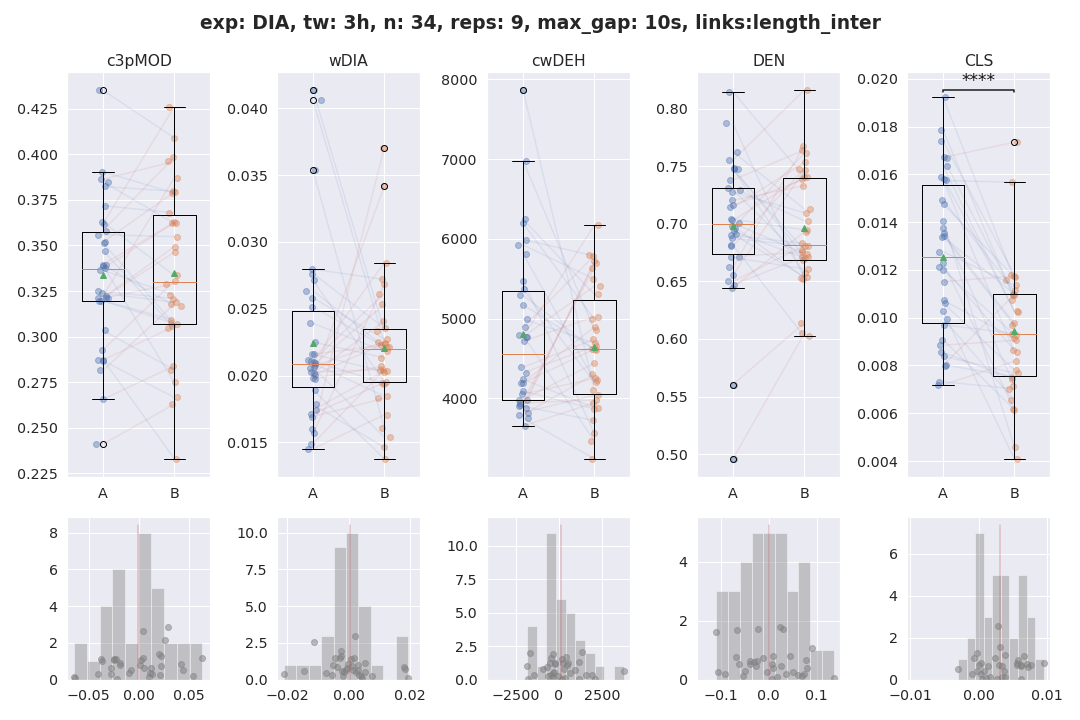 exp: DIA, tw: 3h, n: 34, reps: 9, max_gap: 10s, links:length_inter
c3pMOD wDIA cwDEH DEN CLS
****
0.425 0.400 0.375 0.350 0.325 0.300 0.275 0.250 0.225
A B
0.040 0.035 0.030 0.025 0.020 0.015
A B
8000 7000 6000 5000 4000
A B
0.80 0.75 0.70 0.65 0.60 0.55 0.50
A B
0.020 0.018 0.016 0.014 0.012 0.010 0.008 0.006 0.004
A B
8 6 4 2 0
−0.05 0.00 0.05
10.0 7.5 5.0 2.5 0.0
−0.02 0.00 0.02
10.0 7.5 5.0 2.5 0.0
−2500 0 2500
4 2 0
−0.1 0.0 0.1
6 4 2 0
−0.01 0.00 0.01